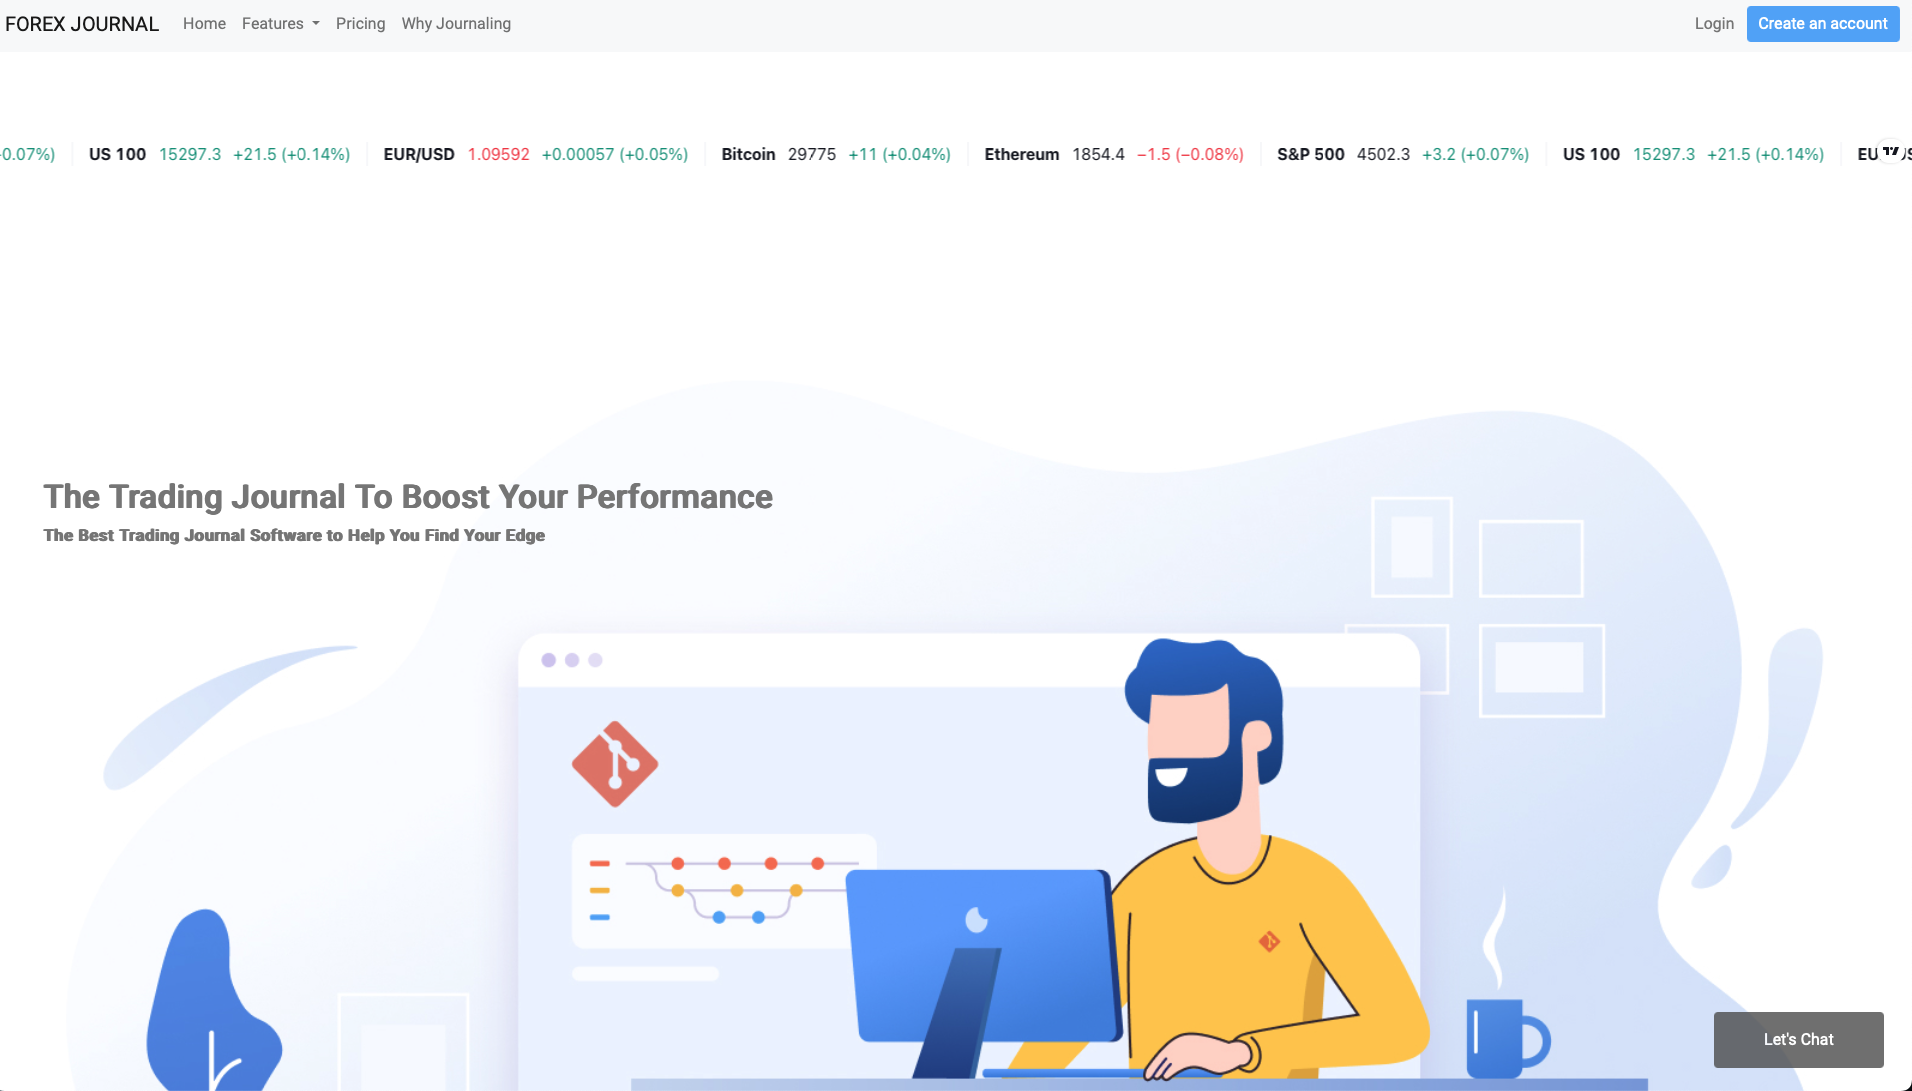 FOREX JOURNAL Home Features Pricing Why Journaling Login Create an account
0.07%) US 100 15297.3 +21.5 (+0.14%) EUR/USD 1.09592 +0.00057 (+0.05%) Bitcoin 29775 +11 (+0.04%) Ethereum 1854.4 −1.5 (−0.08%) S&P 500 4502.3 +3.2 (+0.07%) US 100 15297.3 +21.5 (+0.14%)
The Trading Journal To Boost Your Performance
The Best Trading Journal Software to Help You Find Your Edge
Let's Chat